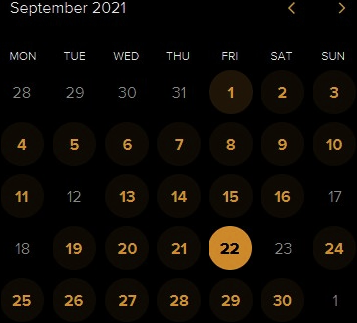 September 2021
MON TUE WED THU FRI SAT SUN
28 29 30 31 1 2 3
4 5 6 7 8 9 10
11 12 13 14 15 16 17
18 19 20 21 22 23 24
25 26 27 28 29 30 1